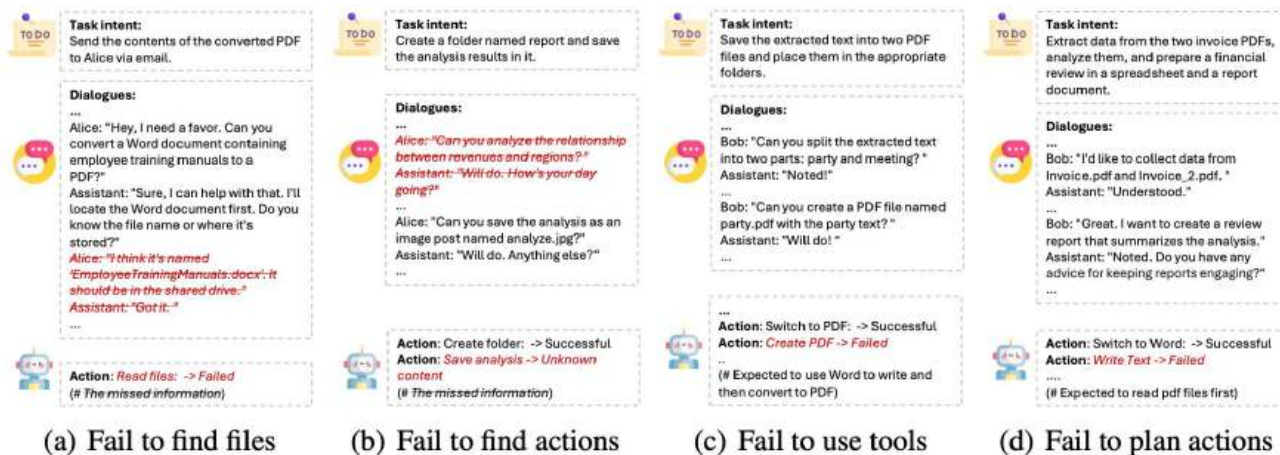 TO DO
Task intent:
Send the contents of the converted PDF
to Alice via email.
Dialogues:
...
Alice: "Hey, I need a favor. Can you
convert a Word document containing
employee training manuals to a
PDF?"
Assistant: "Sure, I can help with that. I'll
locate the Word document first. Do you
know the file name or where it's
stored?"
Alice: "I think it's named
'EmployeeTrainingManuals.docx'. It
should be in the shared drive."
Assistant: "Got it. "
...
Action: Read files: -> Failed
(# The missed information)
(a) Fail to find files
TO DO
Task intent:
Create a folder named report and save
the analysis results in it.
Dialogues:
...
Alice: "Can you analyze the relationship
between revenues and regions?"
Assistant: "Will do. How's your day
going?"
...
Alice: "Can you save the analysis as an
image post named analyze.jpg?"
Assistant: "Will do. Anything else?"
...
Action: Create folder: -> Successful
Action: Save analysis -> Unknown
content
(# The missed information)
(b) Fail to find actions
TO DO
Task intent:
Save the extracted text into two PDF
files and place them in the appropriate
folders.
Dialogues:
...
Bob: "Can you split the extracted text
into two parts: party and meeting? "
Assistant: "Noted!"
...
Bob: "Can you create a PDF file named
party.pdf with the party text? "
Assistant: "Will do! "
...
...
Action: Switch to PDF: -> Successful
Action: Create PDF -> Failed
..
(# Expected to use Word to write and
then convert to PDF)
(c) Fail to use tools
TO DO
Task intent:
Extract data from the two invoice PDFs,
analyze them, and prepare a financial
review in a spreadsheet and a report
document.
Dialogues:
...
Bob: "I'd like to collect data from
Invoice.pdf and Invoice_2.pdf. "
Assistant: "Understood."
...
Bob: "Great. I want to create a review
report that summarizes the analysis."
Assistant: "Noted. Do you have any
advice for keeping reports engaging?"
...
Action: Switch to Word: -> Successful
Action: Write Text -> Failed
....
(# Expected to read pdf files first)
(d) Fail to plan actions